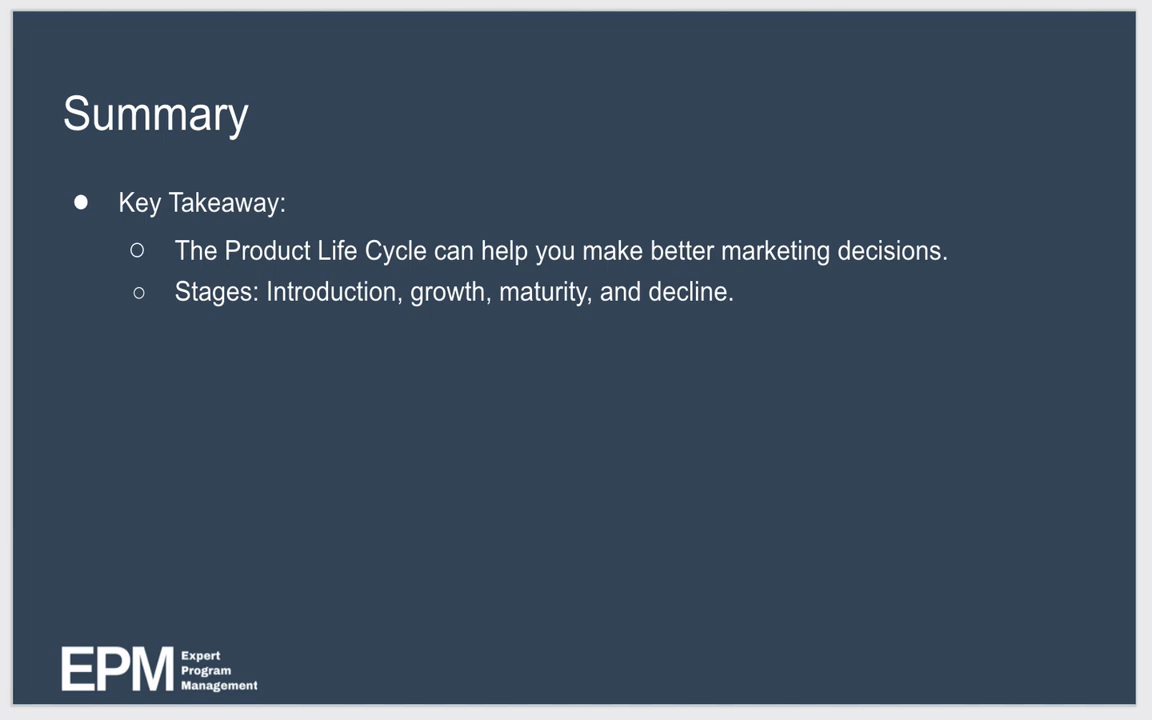 Summary
● Key Takeaway:
○ The Product Life Cycle can help you make better marketing decisions.
○ Stages: Introduction, growth, maturity, and decline.
EPM
Expert
Program
Management